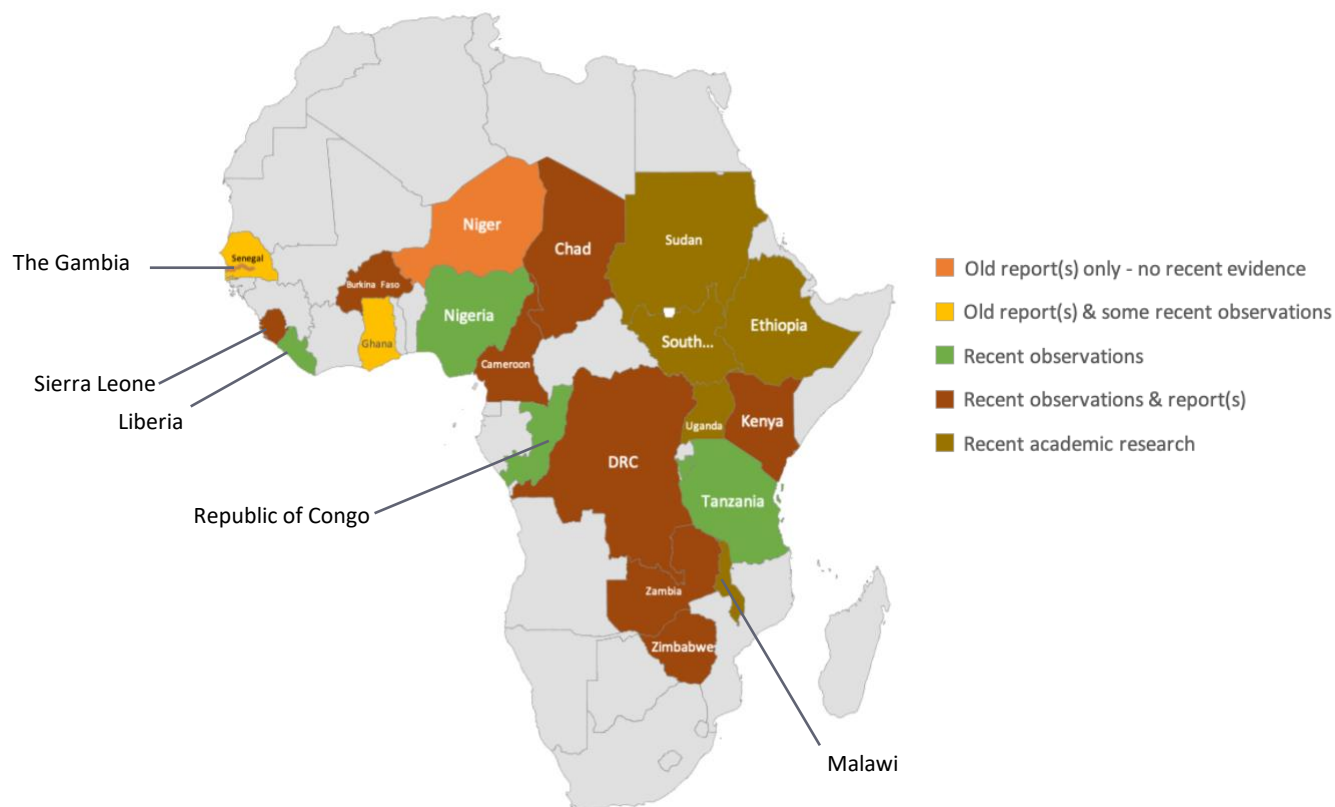 Niger
Chad
Sudan
Senegal
The Gambia
Burkina Faso
Nigeria
Ethiopia
Ghana
South...
Cameroon
Sierra Leone
Liberia
Uganda
Kenya
DRC
Republic of Congo
Tanzania
Zambia
Zimbabwe
Malawi
Old report(s) only - no recent evidence
Old report(s) & some recent observations
Recent observations
Recent observations & report(s)
Recent academic research